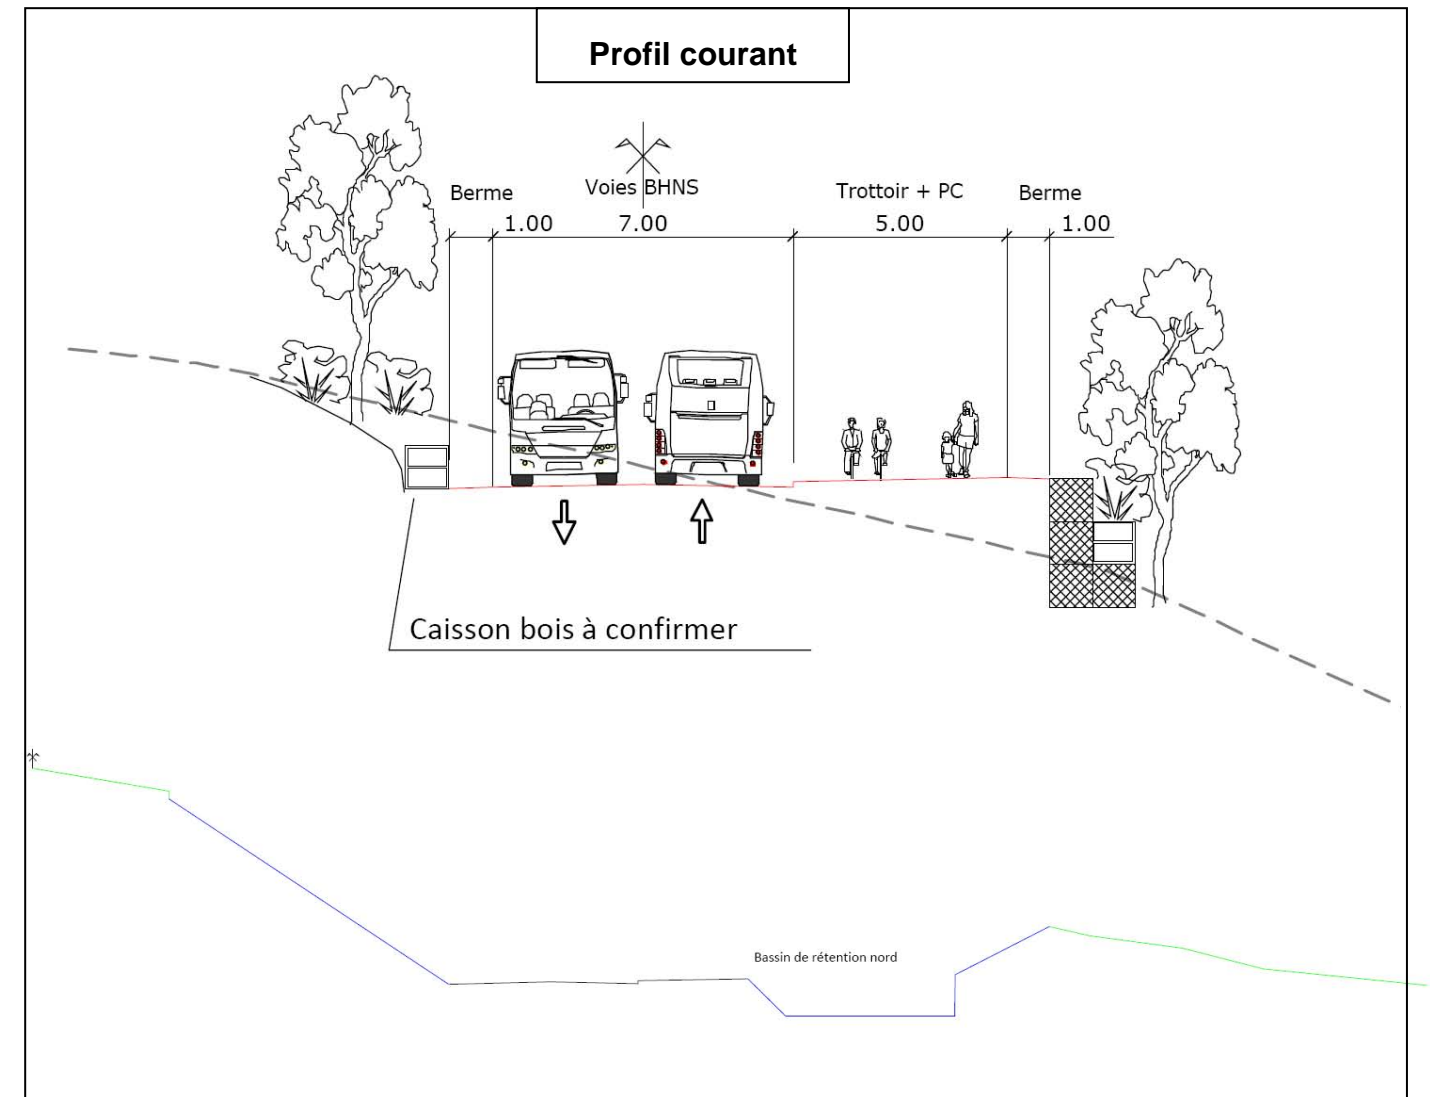 Profil courant
Berme
Voies BHNS
Trottoir + PC
Berme
1.00
7.00
5.00
1.00
Caisson bois à confirmer
Bassin de rétention nord